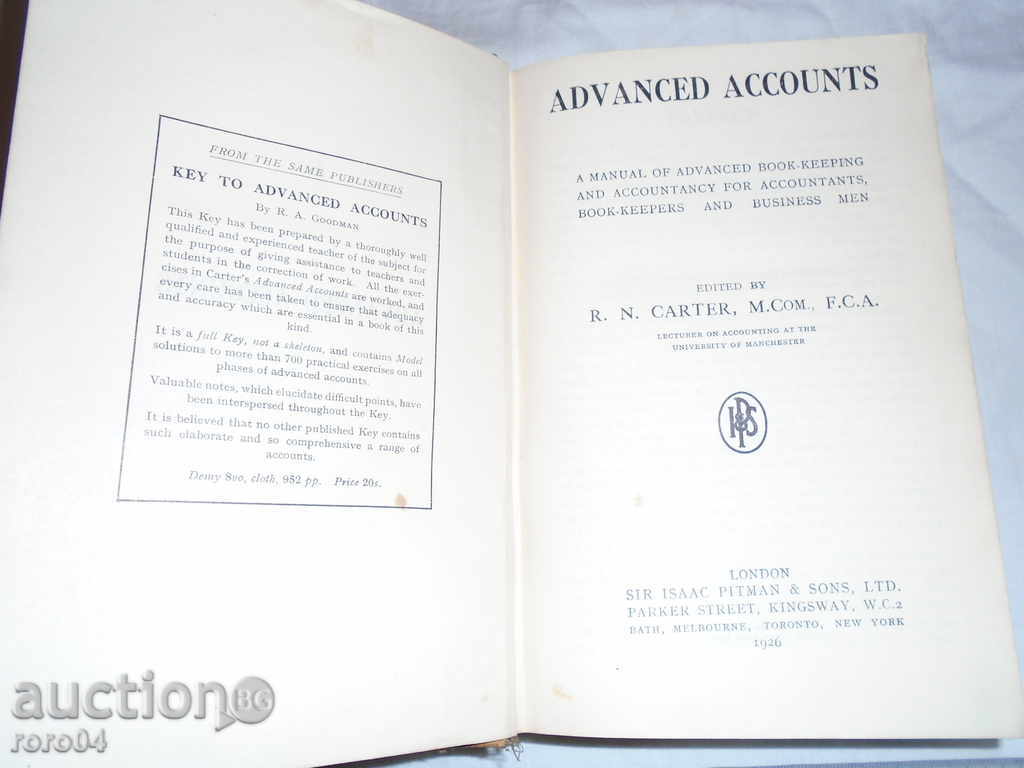 FROM THE SAME PUBLISHERS
KEY TO ADVANCED ACCOUNTS
By R. A. Goodman
This Key has been prepared by a thoroughly well
qualified and experienced teacher of the subject for
the purpose of giving assistance to teachers and
students in the correction of work. All the exer-
cises in Carter's Advanced Accounts are worked, and
every care has been taken to ensure that adequacy
and accuracy which are essential in a book of this
kind.
It is a full Key, not a skeleton, and contains Model
solutions to more than 700 practical exercises on all
phases of advanced accounts.
Valuable notes, which elucidate difficult points, have
been interspersed throughout the Key.
It is believed that no other published Key contains
such elaborate and so comprehensive a range of
accounts.
Demy 8vo, cloth, 952 pp. Price 20s.
ADVANCED ACCOUNTS
A MANUAL OF ADVANCED BOOK-KEEPING
AND ACCOUNTANCY FOR ACCOUNTANTS,
BOOK-KEEPERS AND BUSINESS MEN
EDITED BY
R. N. CARTER, M.Com., F.C.A.
LECTURER ON ACCOUNTING AT THE
UNIVERSITY OF MANCHESTER
LONDON
SIR ISAAC PITMAN & SONS, LTD.
PARKER STREET, KINGSWAY, W.C.2
BATH, MELBOURNE, TORONTO, NEW YORK
1926
auction BG
roro04